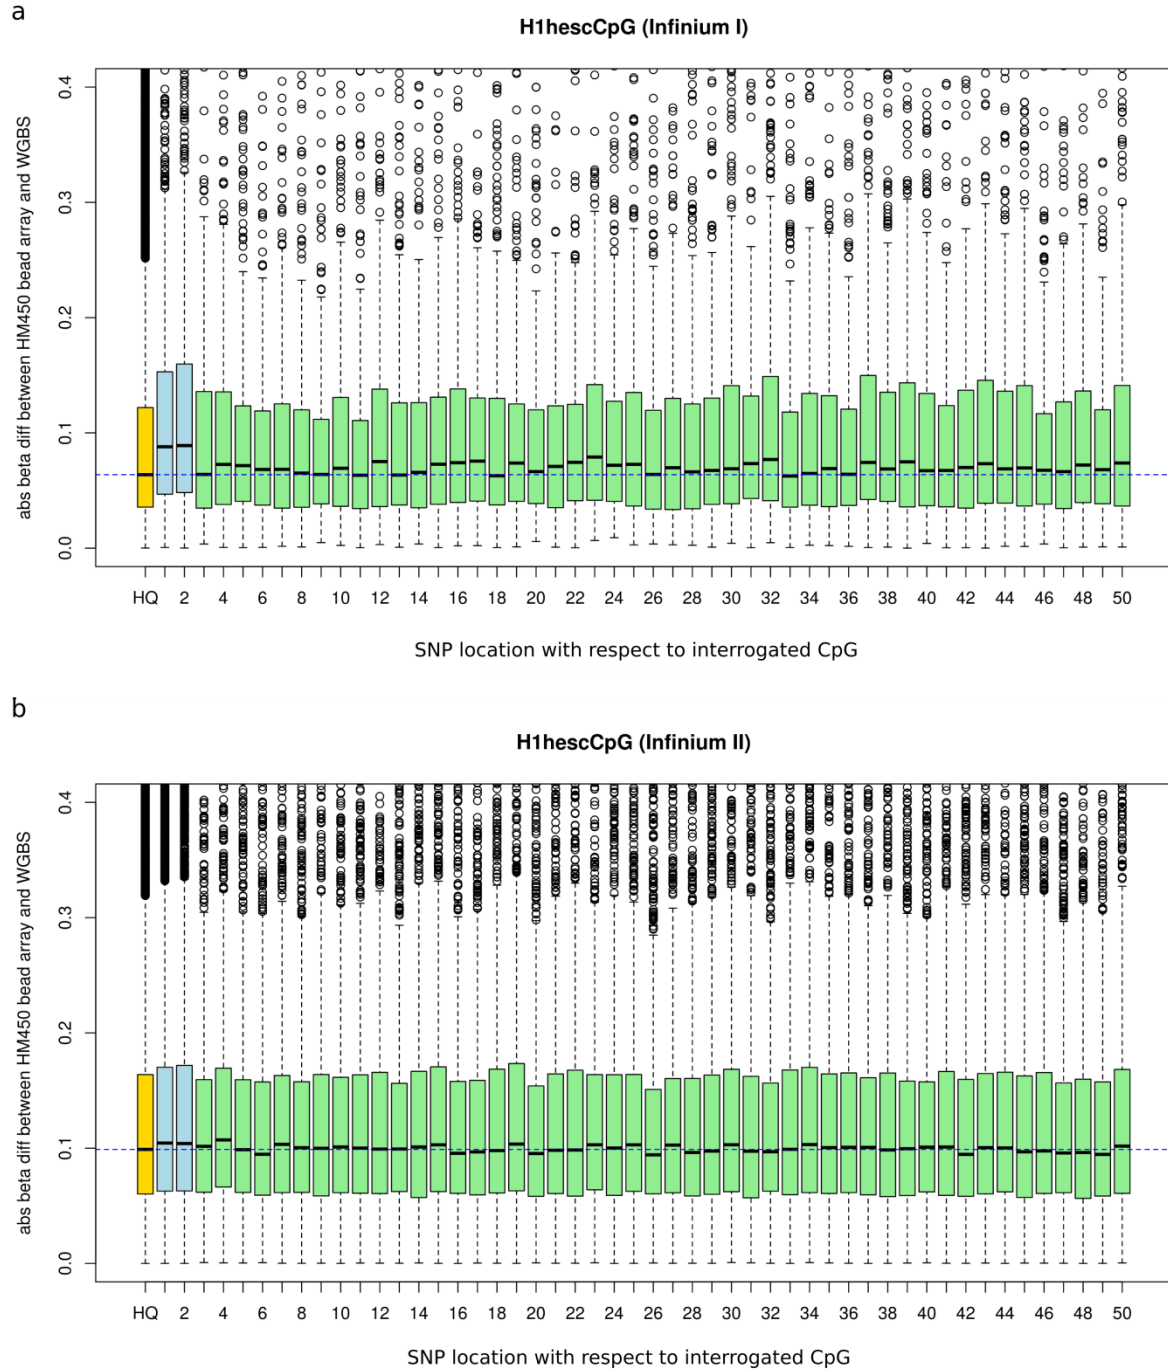 a
H1hescCpG (Infinium I)
abs beta diff between HM450 bead array and WGBS
0.4
0.3
0.2
0.1
0.0
HQ 2 4 6 8 10 12 14 16 18 20 22 24 26 28 30 32 34 36 38 40 42 44 46 48 50
SNP location with respect to interrogated CpG
b
H1hescCpG (Infinium II)
abs beta diff between HM450 bead array and WGBS
0.4
0.3
0.2
0.1
0.0
HQ 2 4 6 8 10 12 14 16 18 20 22 24 26 28 30 32 34 36 38 40 42 44 46 48 50
SNP location with respect to interrogated CpG